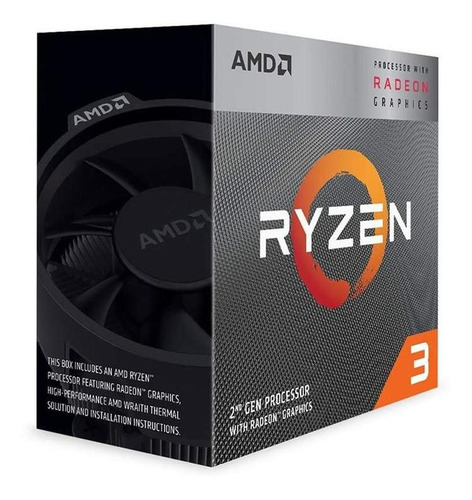 AMD
AMD
THIS BOX INCLUDES AN AMD RYZEN™
PROCESSOR FEATURING RADEON™ GRAPHICS,
HIGH-PERFORMANCE AMD WRAITH THERMAL
SOLUTION AND INSTALLATION INSTRUCTIONS.
AMD
PROCESSOR WITH
RADEON
GRAPHICS
RYZEN
3
2ND GEN PROCESSOR
WITH RADEON™ GRAPHICS